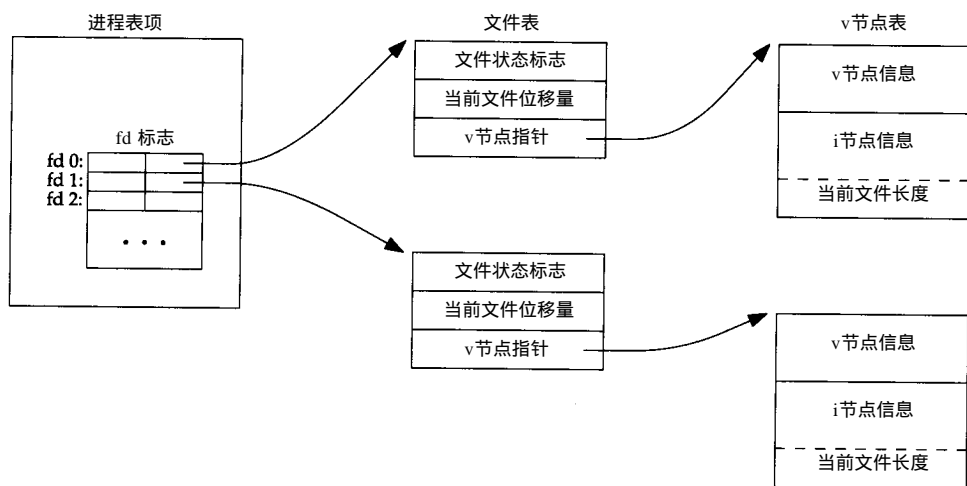 进程表项
fd 标志
fd 0:
fd 1:
fd 2:
文件表
文件状态标志
当前文件位移量
v节点指针
文件状态标志
当前文件位移量
v节点指针
v节点表
v节点信息
i节点信息
当前文件长度
v节点信息
i节点信息
当前文件长度